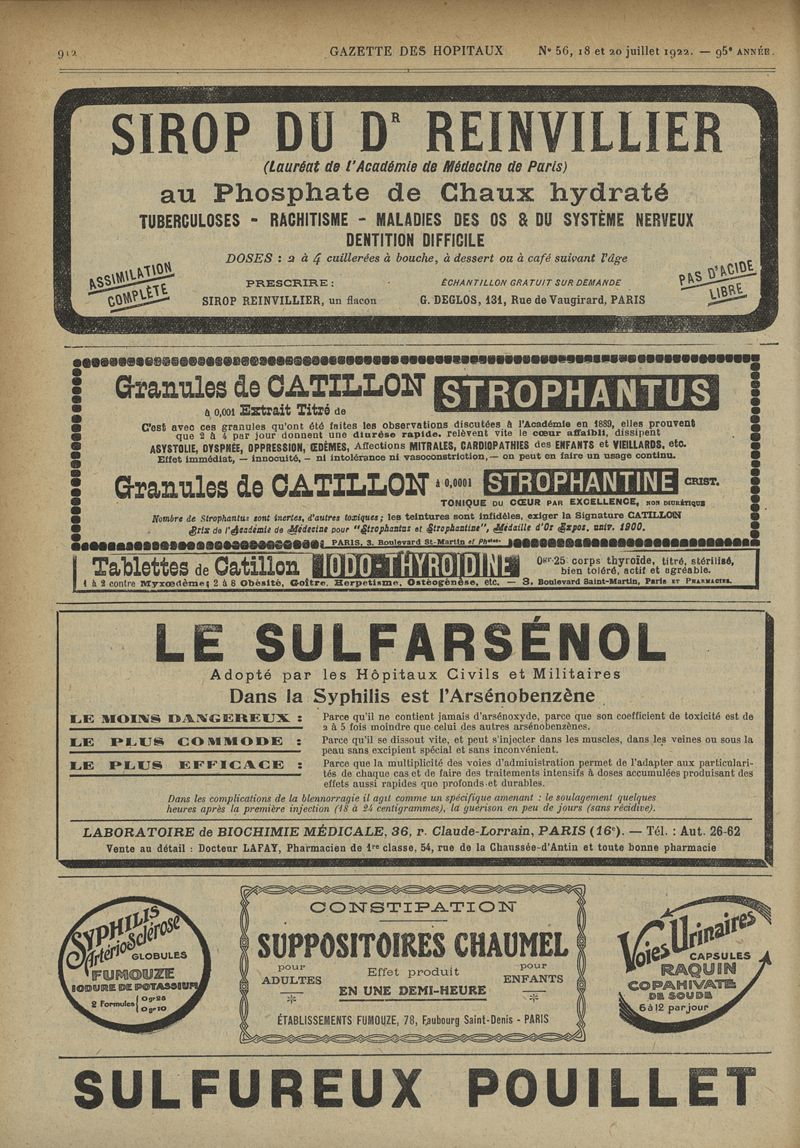 912 GAZETTE DES HOPITAUX N° 56, 18 et 20 juillet 1922. — 95e ANNÉE.
SIROP DU DR REINVILLIER
(Lauréat de l'Académie de Médecine de Paris)
au Phosphate de Chaux hydraté
TUBERCULOSES - RACHITISME - MALADIES DES OS & DU SYSTÈME NERVEUX
DENTITION DIFFICILE
DOSES : 2 à 4 cuillerées à bouche, à dessert ou à café suivant l'âge
ASSIMILATION
COMPLÈTE
PRESCRIRE : ÉCHANTILLON GRATUIT SUR DEMANDE
SIROP REINVILLIER, un flacon G. DEGLOS, 131, Rue de Vaugirard, PARIS
PAS D'ACIDE
LIBRE
Granules de CATILLON STROPHANTUS
à 0,001 Extrait Titré de
C'est avec ces granules qu'ont été faites les observations discutées à l'Académie en 1889, elles prouvent
que 2 à 4 par jour donnent une diurése rapide, relèvent vite le cœur affaibli, dissipent
ASYSTOLIE, DYSPNÉE, OPPRESSION, ŒDÈMES, Affections MITRALES, CARDIOPATHIES des ENFANTS et VIEILLARDS, etc.
Effet immédiat, — innocuité, — ni intolérance ni vasoconstriction, — on peut en faire un usage continu.
Granules de CATILLON à 0,0001 STROPHANTINE CRIST.
TONIQUE DU CŒUR PAR EXCELLENCE, NON DIURÉTIQUE
Nombre de Strophantus sont inertes, d'autres toxiques; les teintures sont infidèles, exiger la Signature CATILLON
Prix de l'Académie de Médecine pour "Strophantus et Strophantine", Médaille d'Or Expos. univ. 1900.
PARIS, 3, Boulevard St-Martin et Phies.
Tablettes de Catillon IODO-THYROIDINE
0gr.25 corps thyroïde, titré, stérilisé,
bien toléré, actif et agréable.
1 à 2 contre Myxœdème; 2 à 8 Obésité, Goître, Herpetisme, Ostéogénèse, etc. — 3, Boulevard Saint-Martin, Paris ET PHARMACIES.
LE SULFARSÉNOL
Adopté par les Hôpitaux Civils et Militaires
Dans la Syphilis est l'Arsénobenzène
LE MOINS DANGEREUX : Parce qu'il ne contient jamais d'arsénoxyde, parce que son coefficient de toxicité est de
2 à 5 fois moindre que celui des autres arsénobenzènes.
LE PLUS COMMODE : Parce qu'il se dissout vite, et peut s'injecter dans les muscles, dans les veines ou sous la
peau sans excipient spécial et sans inconvénient.
LE PLUS EFFICACE : Parce que la multiplicité des voies d'admiuistration permet de l'adapter aux particulari-
tés de chaque cas et de faire des traitements intensifs à doses accumulées produisant des
effets aussi rapides que profonds et durables.
Dans les complications de la blennorragie il agit comme un spécifique amenant : le soulagement quelques
heures après la première injection (18 à 24 centigrammes), la guérison en peu de jours (sans récidive).
LABORATOIRE de BIOCHIMIE MÉDICALE, 36, r. Claude-Lorrain, PARIS (16e). — Tél. : Aut. 26-62
Vente au détail : Docteur LAFAY, Pharmacien de 1re classe, 54, rue de la Chaussée-d'Antin et toute bonne pharmacie
SYPHILIS
Artério-Sclérose
GLOBULES
FUMOUZE
IODURE DE POTASSIUM
2 Formules { 0gr25
0gr10
CONSTIPATION
SUPPOSITOIRES CHAUMEL
pour
ADULTES
Effet produit
EN UNE DEMI-HEURE
pour
ENFANTS
ÉTABLISSEMENTS FUMOUZE, 78, Faubourg Saint-Denis - PARIS
Voies Urinaires
CAPSULES
RAQUIN
COPAHIVATE
DE SOUDE
6 à 12 par jour
SULFUREUX POUILLET